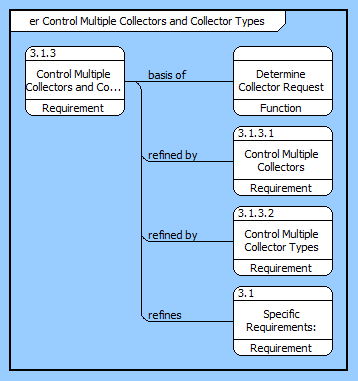 er Control Multiple Collectors and Collector Types
3.1.3
Control Multiple
Collectors and Co...
Requirement
basis of
Determine
Collector Request
Function
refined by
3.1.3.1
Control Multiple
Collectors
Requirement
refined by
3.1.3.2
Control Multiple
Collector Types
Requirement
refines
3.1
Specific
Requirements:
Requirement